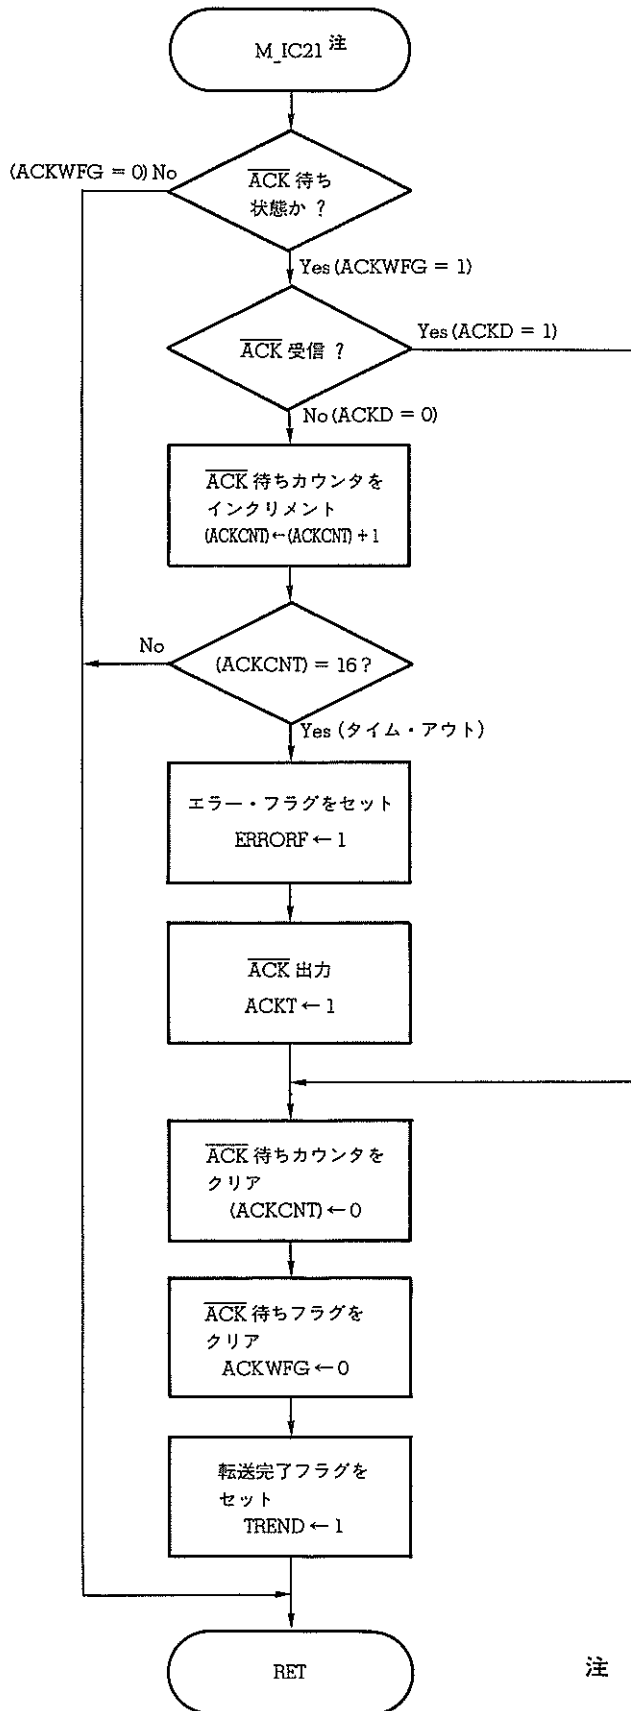 M_IC21 注
(ACKWFG = 0) No
ACK 待ち
状態か ?
Yes (ACKWFG = 1)
ACK 受信 ?
Yes (ACKD = 1)
No (ACKD = 0)
ACK 待ちカウンタを
インクリメント
(ACKCNT)←(ACKCNT)+1
No
(ACKCNT) = 16 ?
Yes (タイム・アウト)
エラー・フラグをセット
ERRORF ← 1
ACK 出力
ACKT ← 1
ACK 待ちカウンタを
クリア
(ACKCNT) ← 0
ACK 待ちフラグを
クリア
ACKWFG ← 0
転送完了フラグを
セット
TREND ← 1
RET
注